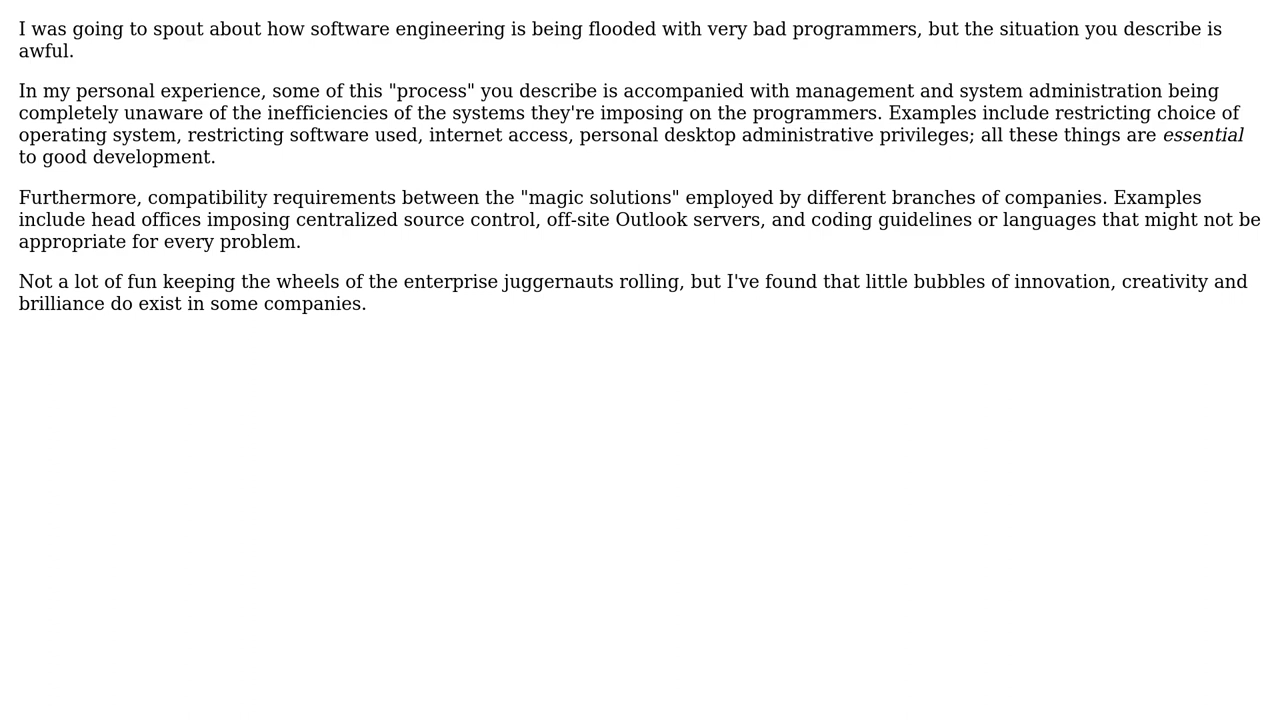 I was going to spout about how software engineering is being flooded with very bad programmers, but the situation you describe is
awful.
In my personal experience, some of this "process" you describe is accompanied with management and system administration being
completely unaware of the inefficiencies of the systems they're imposing on the programmers. Examples include restricting choice of
operating system, restricting software used, internet access, personal desktop administrative privileges; all these things are essential
to good development.
Furthermore, compatibility requirements between the "magic solutions" employed by different branches of companies. Examples
include head offices imposing centralized source control, off-site Outlook servers, and coding guidelines or languages that might not be
appropriate for every problem.
Not a lot of fun keeping the wheels of the enterprise juggernauts rolling, but I've found that little bubbles of innovation, creativity and
brilliance do exist in some companies.